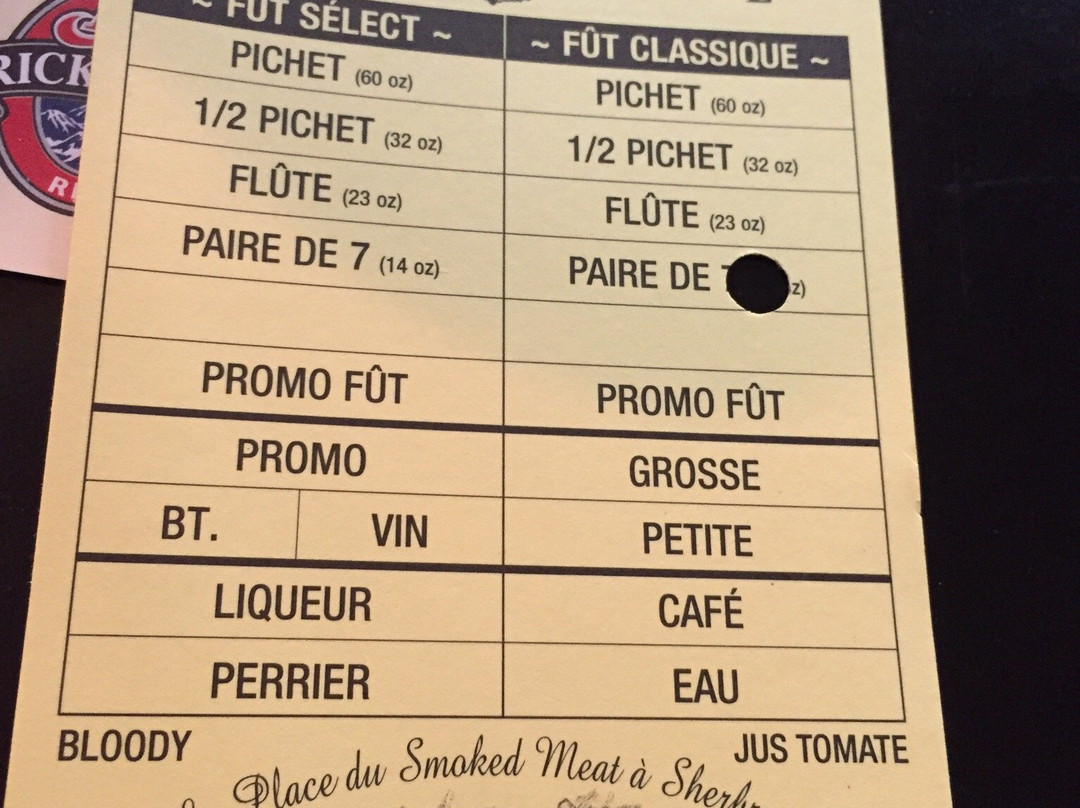 ~ FÛT SÉLECT ~
PICHET (60 oz)
1/2 PICHET (32 oz)
FLÛTE (23 oz)
PAIRE DE 7 (14 oz)
PROMO FÛT
PROMO
BT. VIN
LIQUEUR
PERRIER
~ FÛT CLASSIQUE ~
PICHET (60 oz)
1/2 PICHET (32 oz)
FLÛTE (23 oz)
PAIRE DE
PROMO FÛT
GROSSE
PETITE
CAFÉ
EAU
BLOODY
JUS TOMATE
Place du Smoked Meat à